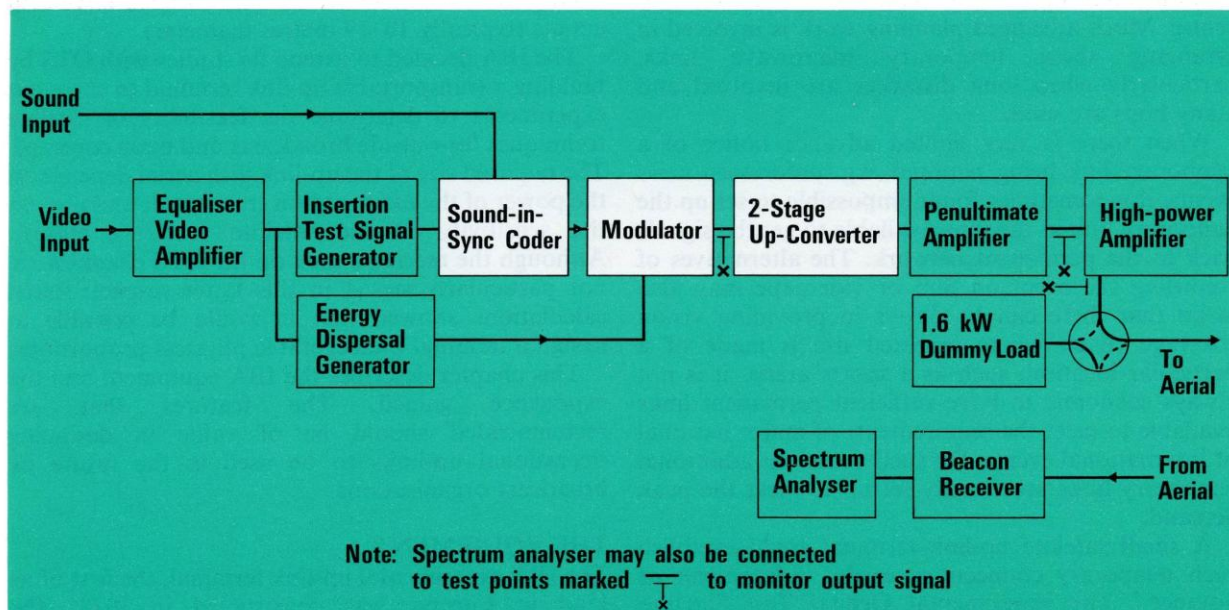 Sound
Input
Video
Input
Equaliser
Video
Amplifier
Insertion
Test Signal
Generator
Sound-in-
Sync Coder
Modulator
2-Stage
Up-Converter
Penultimate
Amplifier
High-power
Amplifier
Energy
Dispersal
Generator
1.6 kW
Dummy Load
To
Aerial
Spectrum
Analyser
Beacon
Receiver
From
Aerial
Note: Spectrum analyser may also be connected
to test points marked to monitor output signal